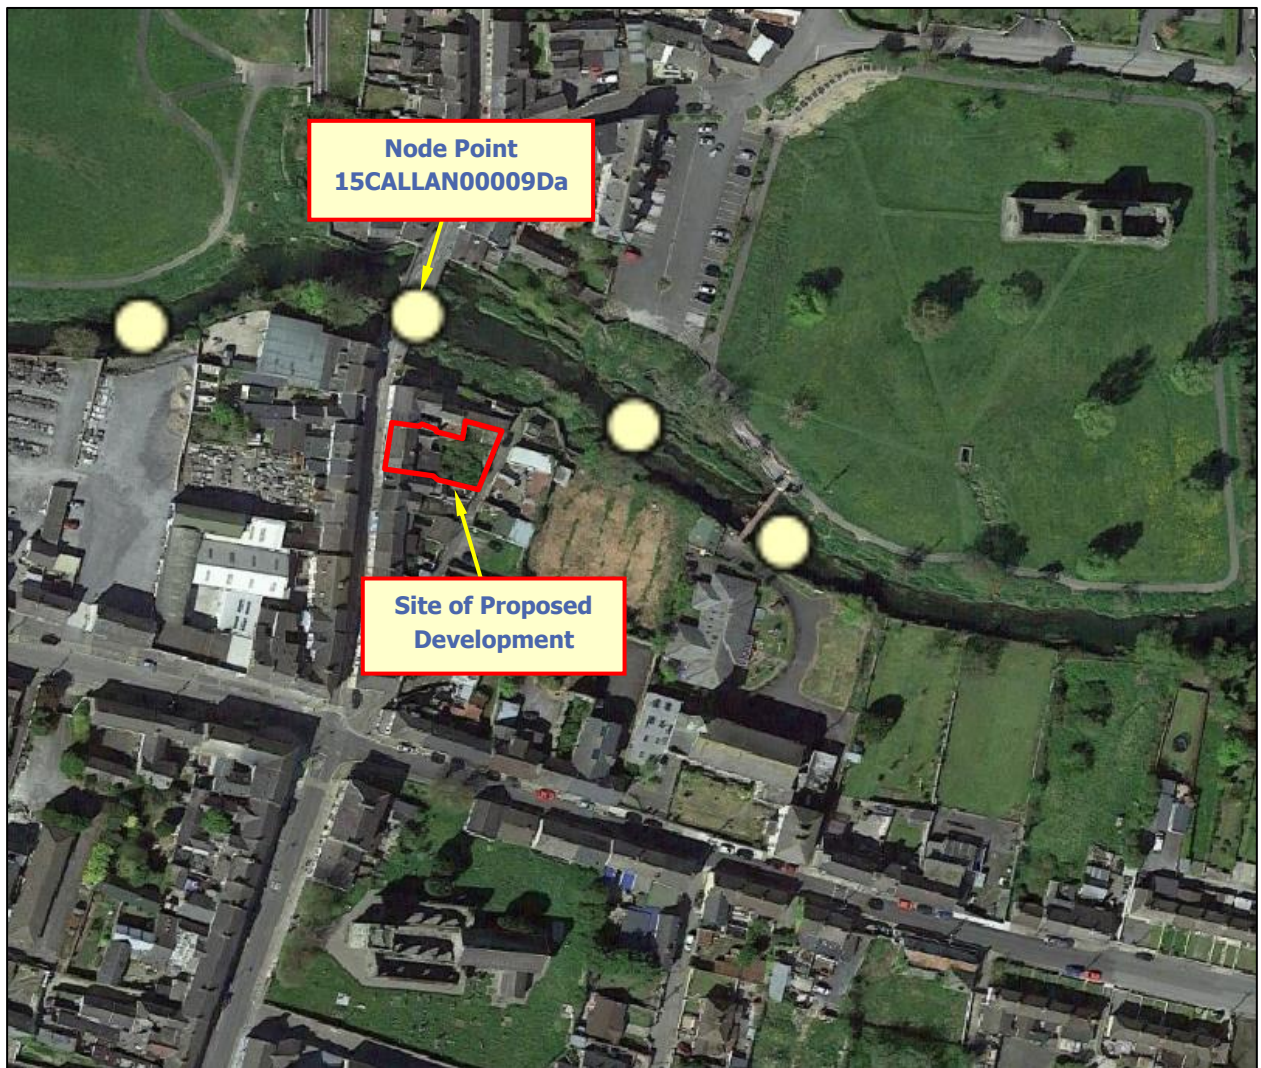 Node Point
15CALLAN00009Da
Site of Proposed
Development